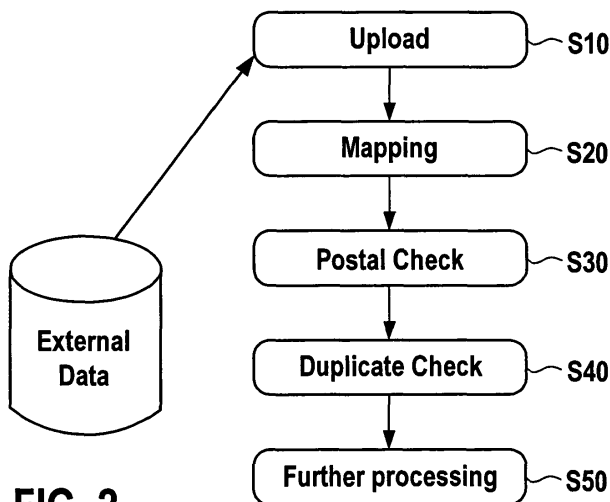 Upload
S10
Mapping
S20
Postal Check
S30
External
Data
Duplicate Check
S40
Further processing
S50
FIG. 2